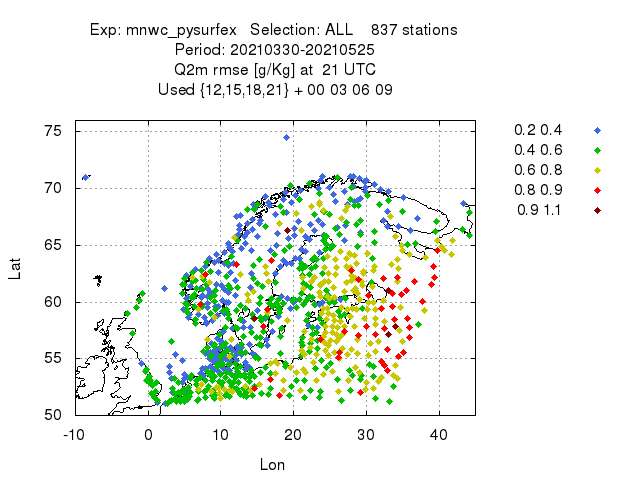 Exp: mnwc_pysurfex   Selection: ALL    837 stations
Period: 20210330-20210525
Q2m rmse [g/Kg] at  21 UTC
Used {12,15,18,21} + 00 03 06 09
0.2 0.4
0.4 0.6
0.6 0.8
0.8 0.9
0.9 1.1
75
70
65
60
55
50
Lat
-10 0 10 20 30 40
Lon